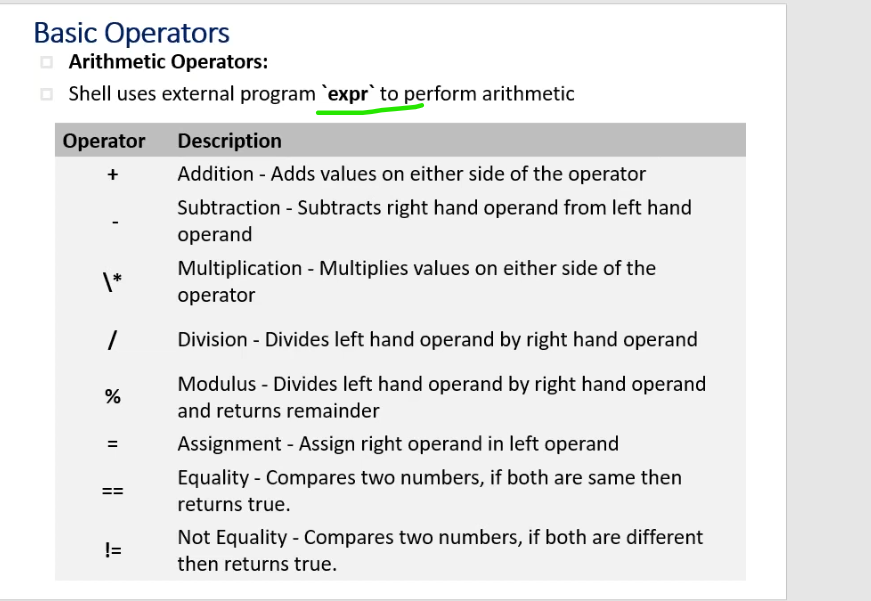 Basic Operators
Arithmetic Operators:
Shell uses external program `expr` to perform arithmetic
Operator Description
+ Addition - Adds values on either side of the operator
- Subtraction - Subtracts right hand operand from left hand
operand
\* Multiplication - Multiplies values on either side of the
operator
/ Division - Divides left hand operand by right hand operand
% Modulus - Divides left hand operand by right hand operand
and returns remainder
= Assignment - Assign right operand in left operand
== Equality - Compares two numbers, if both are same then
returns true.
!= Not Equality - Compares two numbers, if both are different
then returns true.